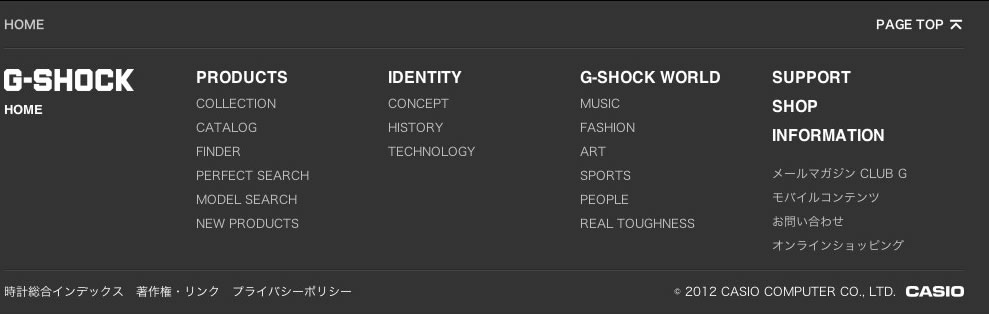 HOME
PAGE TOP
G-SHOCK
HOME
PRODUCTS
COLLECTION
CATALOG
FINDER
PERFECT SEARCH
MODEL SEARCH
NEW PRODUCTS
IDENTITY
CONCEPT
HISTORY
TECHNOLOGY
G-SHOCK WORLD
MUSIC
FASHION
ART
SPORTS
PEOPLE
REAL TOUGHNESS
SUPPORT
SHOP
INFORMATION
メールマガジン CLUB G
モバイルコンテンツ
お問い合わせ
オンラインショッピング
時計総合インデックス 著作権・リンク プライバシーポリシー
© 2012 CASIO COMPUTER CO., LTD. CASIO